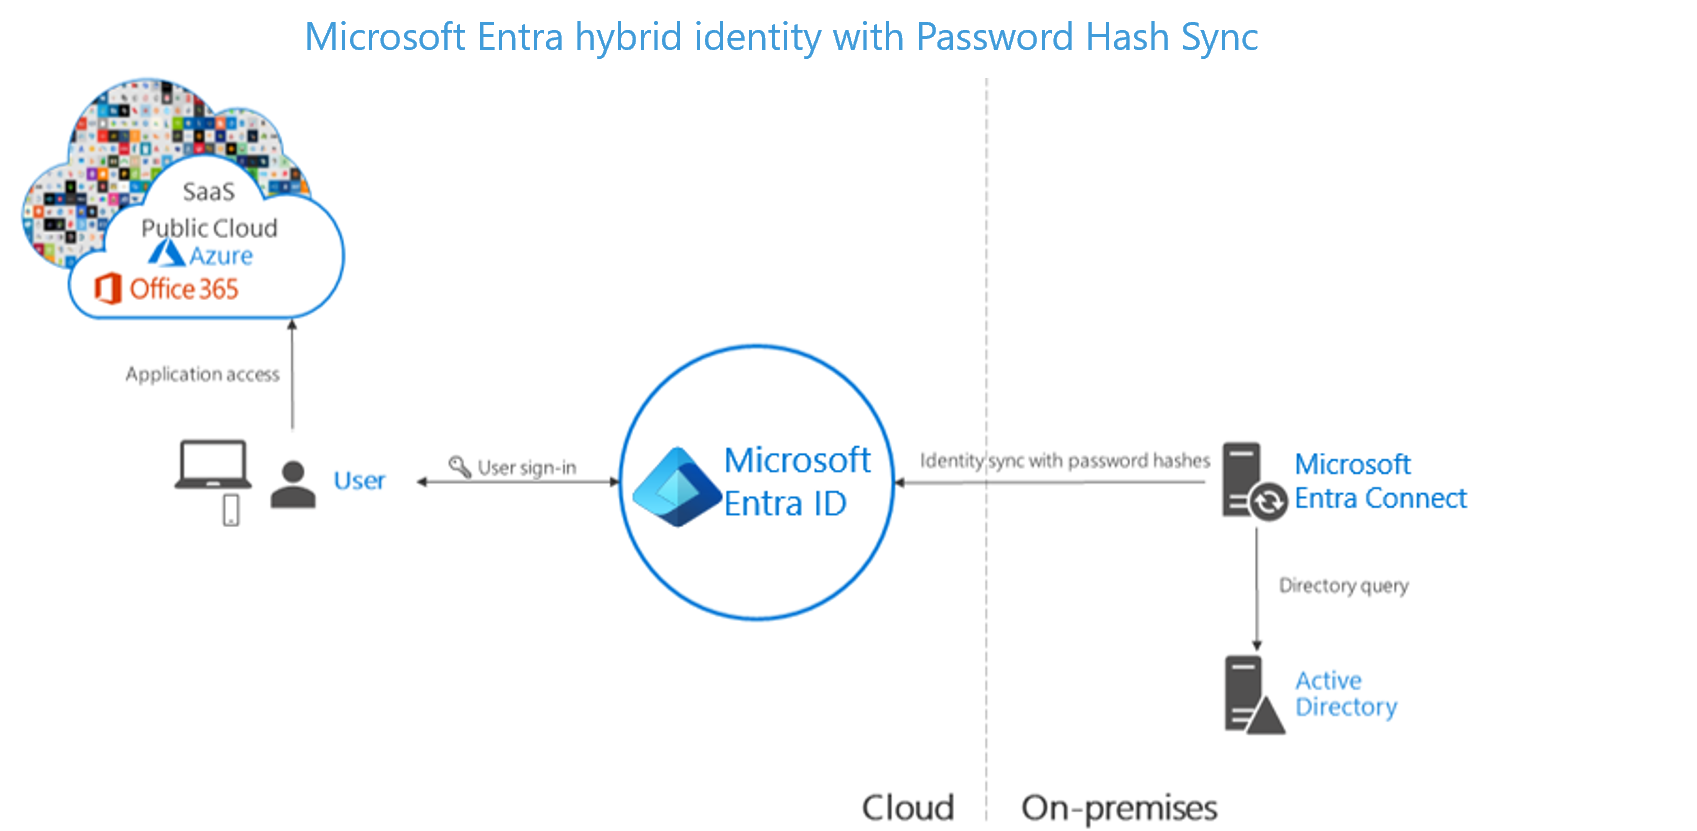 Microsoft Entra hybrid identity with Password Hash Sync
SaaS
Public Cloud
Azure
Office 365
Application access
User
User sign-in
Microsoft
Entra ID
Identity sync with password hashes
Microsoft
Entra Connect
Directory query
Active
Directory
Cloud
On-premises